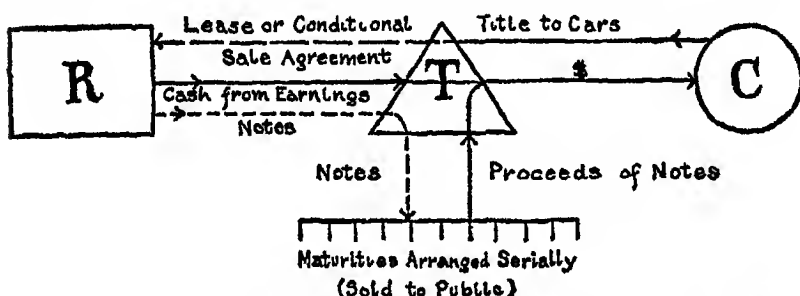 Lease or Conditional
Title to Cars
Sale Agreement
R
T
$
C
Cash from Earnings
Notes
Notes
Proceeds of Notes
Maturities Arranged Serially
(Sold to Public)